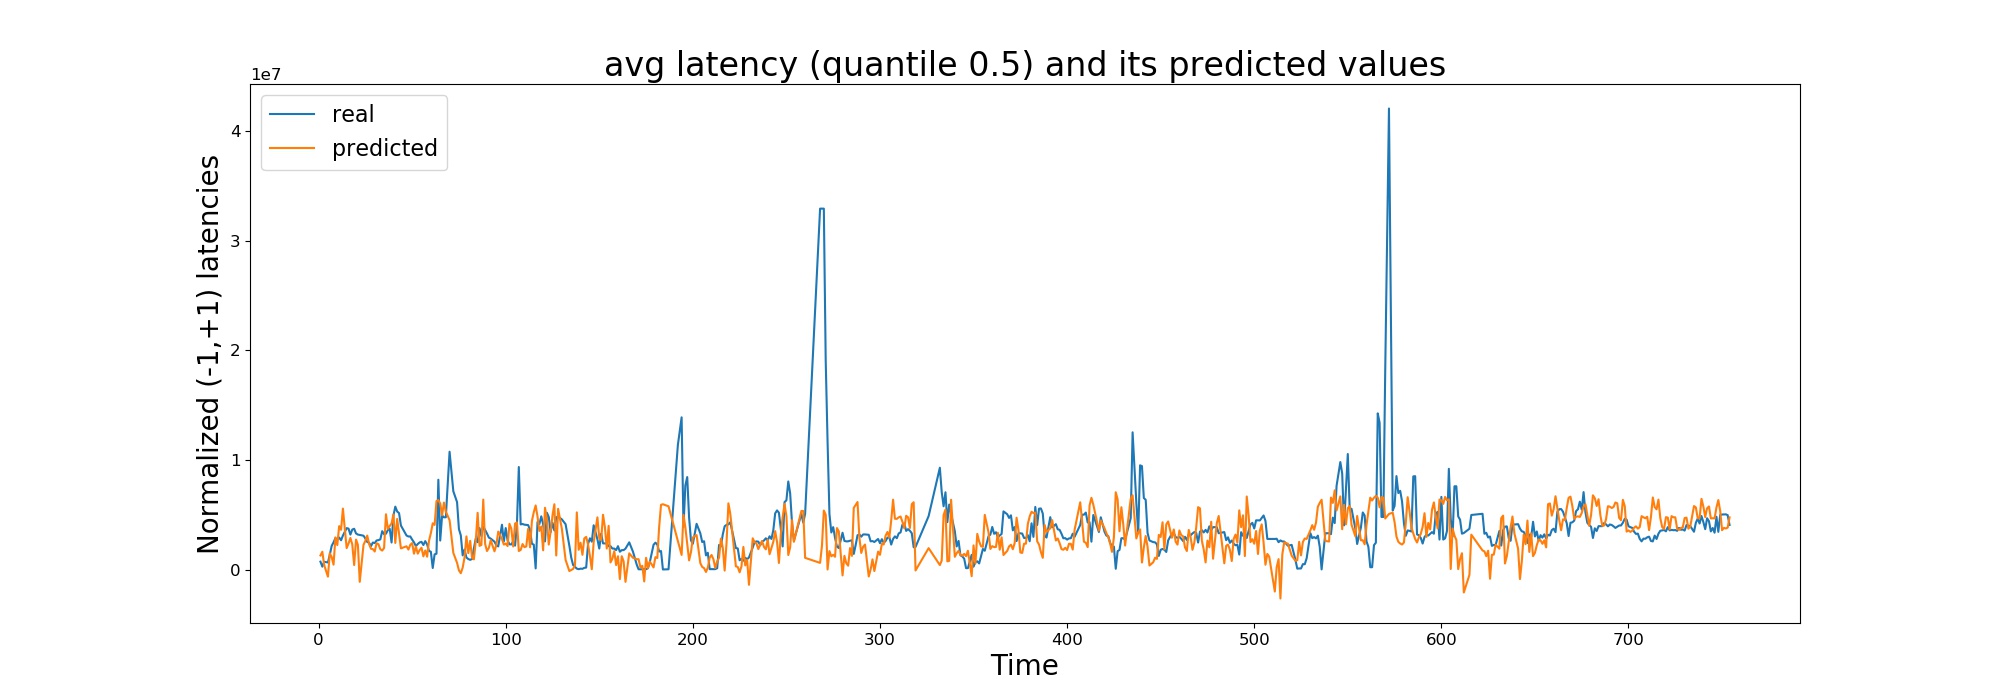 avg latency (quantile 0.5) and its predicted values
1e7
real
predicted
Normalized (-1,+1) latencies
4
3
2
1
0
0 100 200 300 400 500 600 700
Time